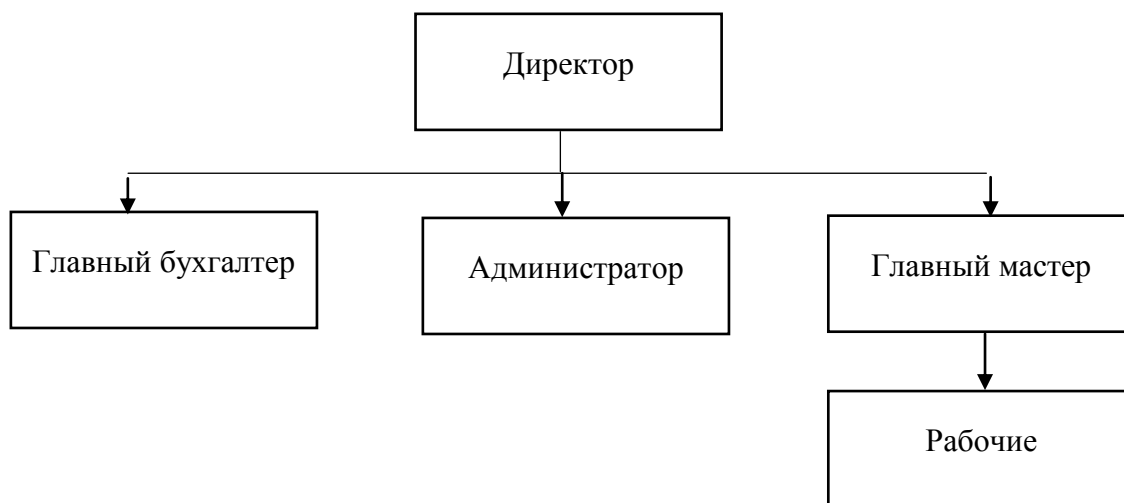 Директор
Главный бухгалтер
Администратор
Главный мастер
Рабочие